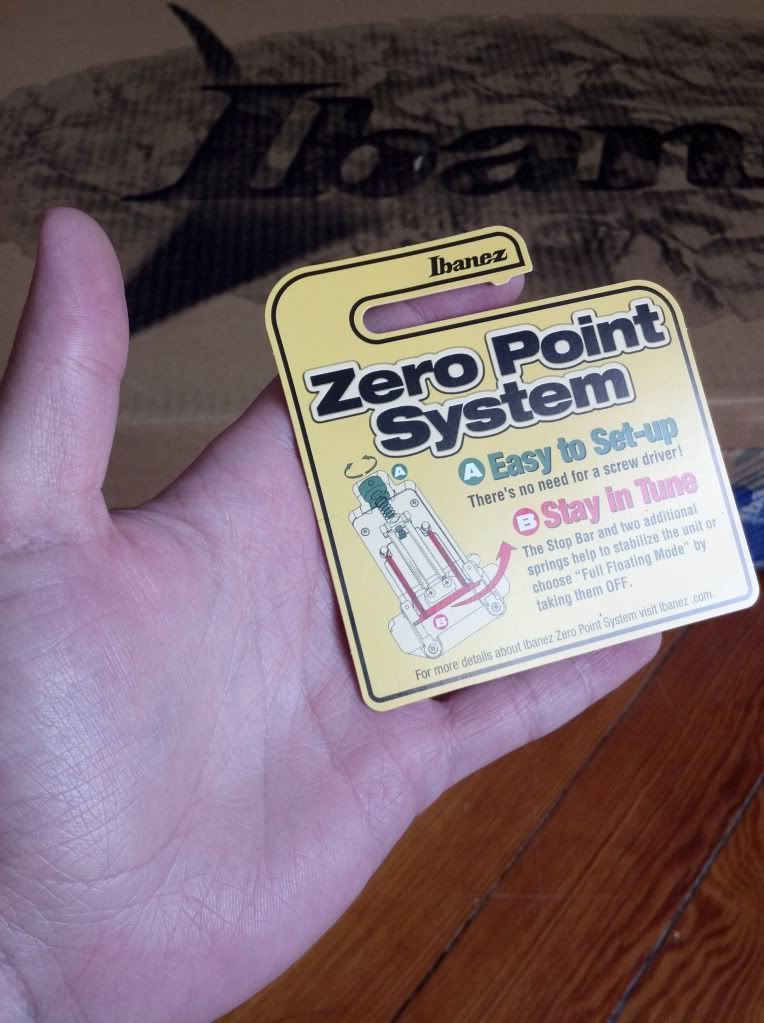 Ibanez
Ibanez
Zero Point
System
A Easy to Set-up
There's no need for a screw driver!
B Stay in Tune
The Stop Bar and two additional
springs help to stabilize the unit or
choose "Full Floating Mode" by
taking them OFF.
A
B
For more details about Ibanez Zero Point System visit Ibanez .com.